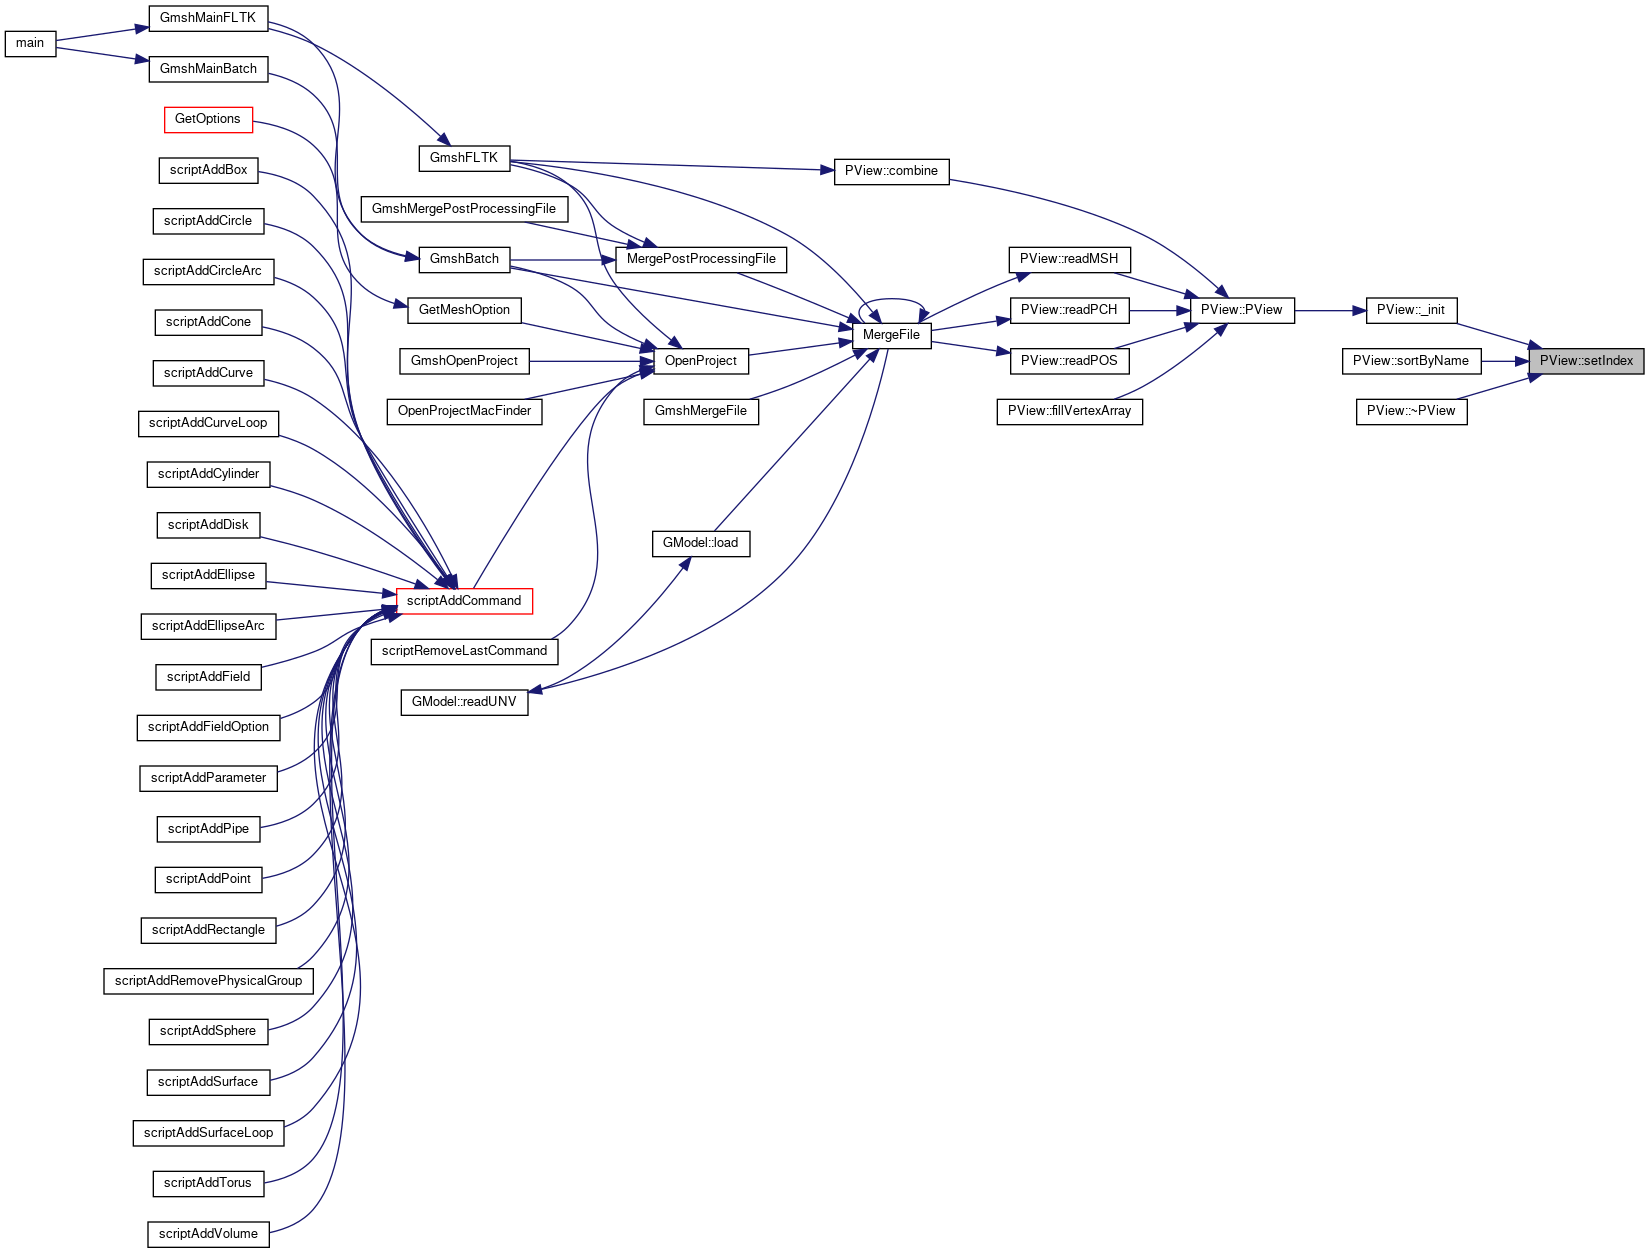 main
GmshMainFLTK
GmshMainBatch
GetOptions
scriptAddBox
scriptAddCircle
scriptAddCircleArc
scriptAddCone
scriptAddCurve
scriptAddCurveLoop
scriptAddCylinder
scriptAddDisk
scriptAddEllipse
scriptAddEllipseArc
scriptAddField
scriptAddFieldOption
scriptAddParameter
scriptAddPipe
scriptAddPoint
scriptAddRectangle
scriptAddRemovePhysicalGroup
scriptAddSphere
scriptAddSurface
scriptAddSurfaceLoop
scriptAddTorus
scriptAddVolume
GmshFLTK
GmshMergePostProcessingFile
GmshBatch
GetMeshOption
GmshOpenProject
OpenProjectMacFinder
scriptAddCommand
scriptRemoveLastCommand
GModel::readUNV
MergePostProcessingFile
OpenProject
GmshMergeFile
GModel::load
PView::combine
MergeFile
PView::readMSH
PView::readPCH
PView::readPOS
PView::fillVertexArray
PView::PView
PView::_init
PView::sortByName
PView::~PView
PView::setIndex